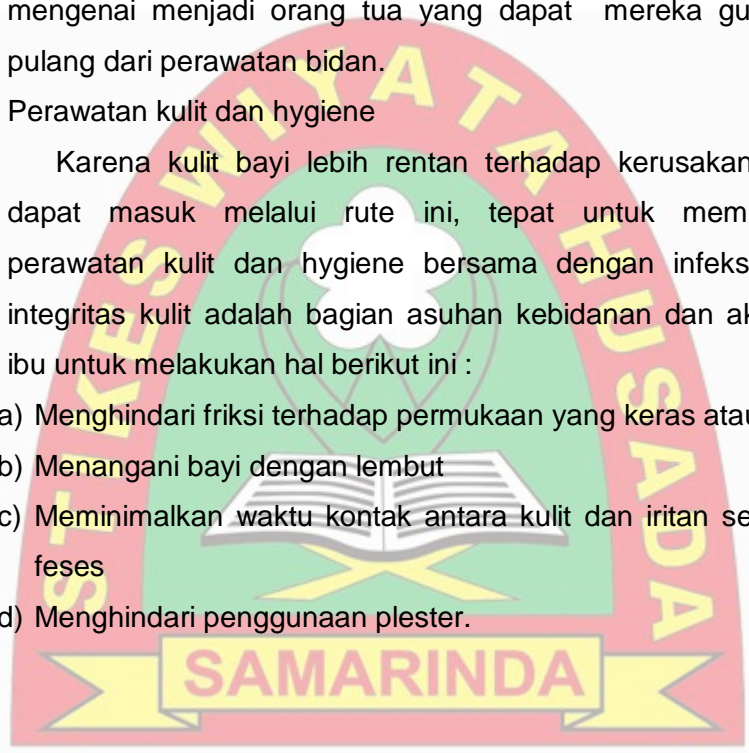 mengenai menjadi orang tua yang dapat mereka gu
pulang dari perawatan bidan.
Perawatan kulit dan hygiene
Karena kulit bayi lebih rentan terhadap kerusakan
dapat masuk melalui rute ini, tepat untuk mem
perawatan kulit dan hygiene bersama dengan infeks
integritas kulit adalah bagian asuhan kebidanan dan ak
ibu untuk melakukan hal berikut ini :
a) Menghindari friksi terhadap permukaan yang keras atau
b) Menangani bayi dengan lembut
c) Meminimalkan waktu kontak antara kulit dan iritan se
feses
d) Menghindari penggunaan plester.
STIKES WIYATA HUSADA
SAMARINDA